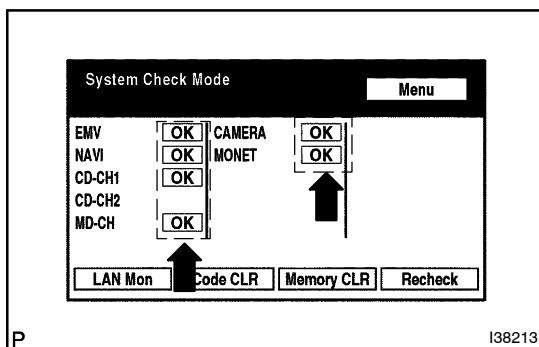 System Check Mode
Menu
EMV OK CAMERA OK
NAVI OK MONET OK
CD-CH1 OK
CD-CH2
MD-CH OK
LAN Mon Code CLR Memory CLR Recheck
P I38213